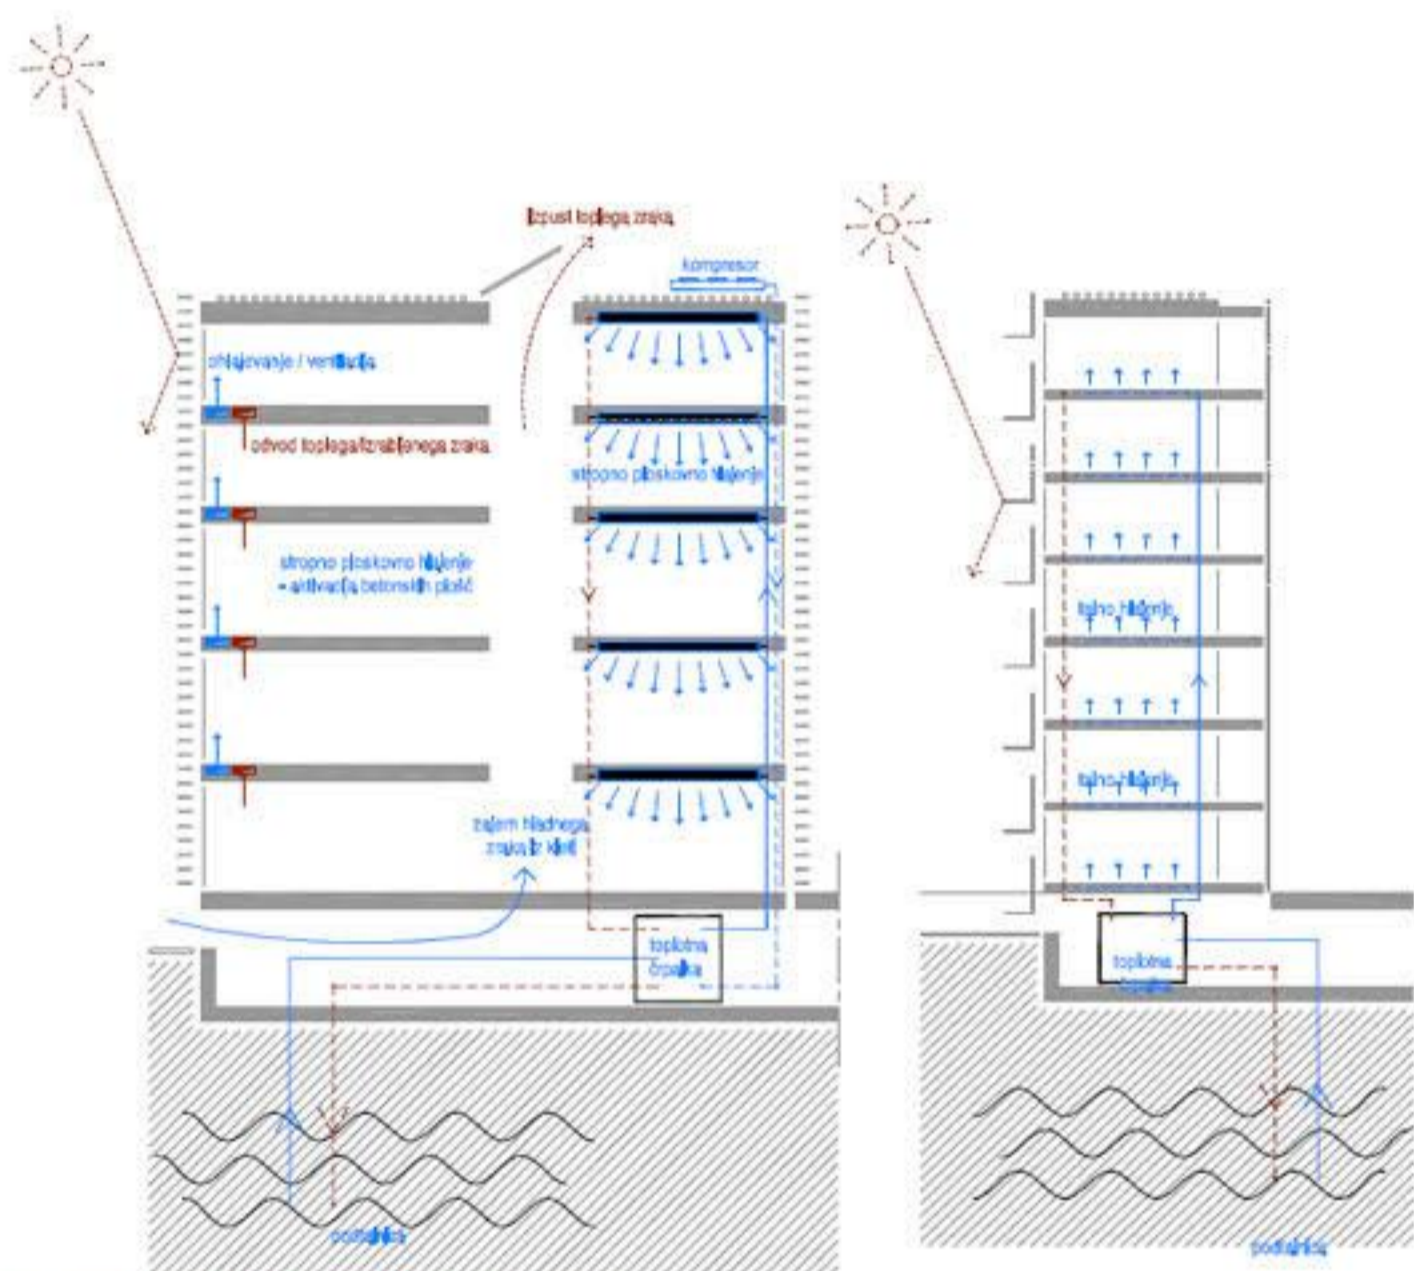 izpust toplega zraka
kompresor
ohlajevanje / ventilacija
odvod toplega/izrabljenega zraka
stropno ploskovno hlajenje
stropno ploskovno hlajenje
- aktivacija betonskih plošč
talno hlajenje
talno hlajenje
zajem hladnega
zraka iz kleti
toplotna
črpalka
toplotna
črpalka
podtalnica
podtalnica